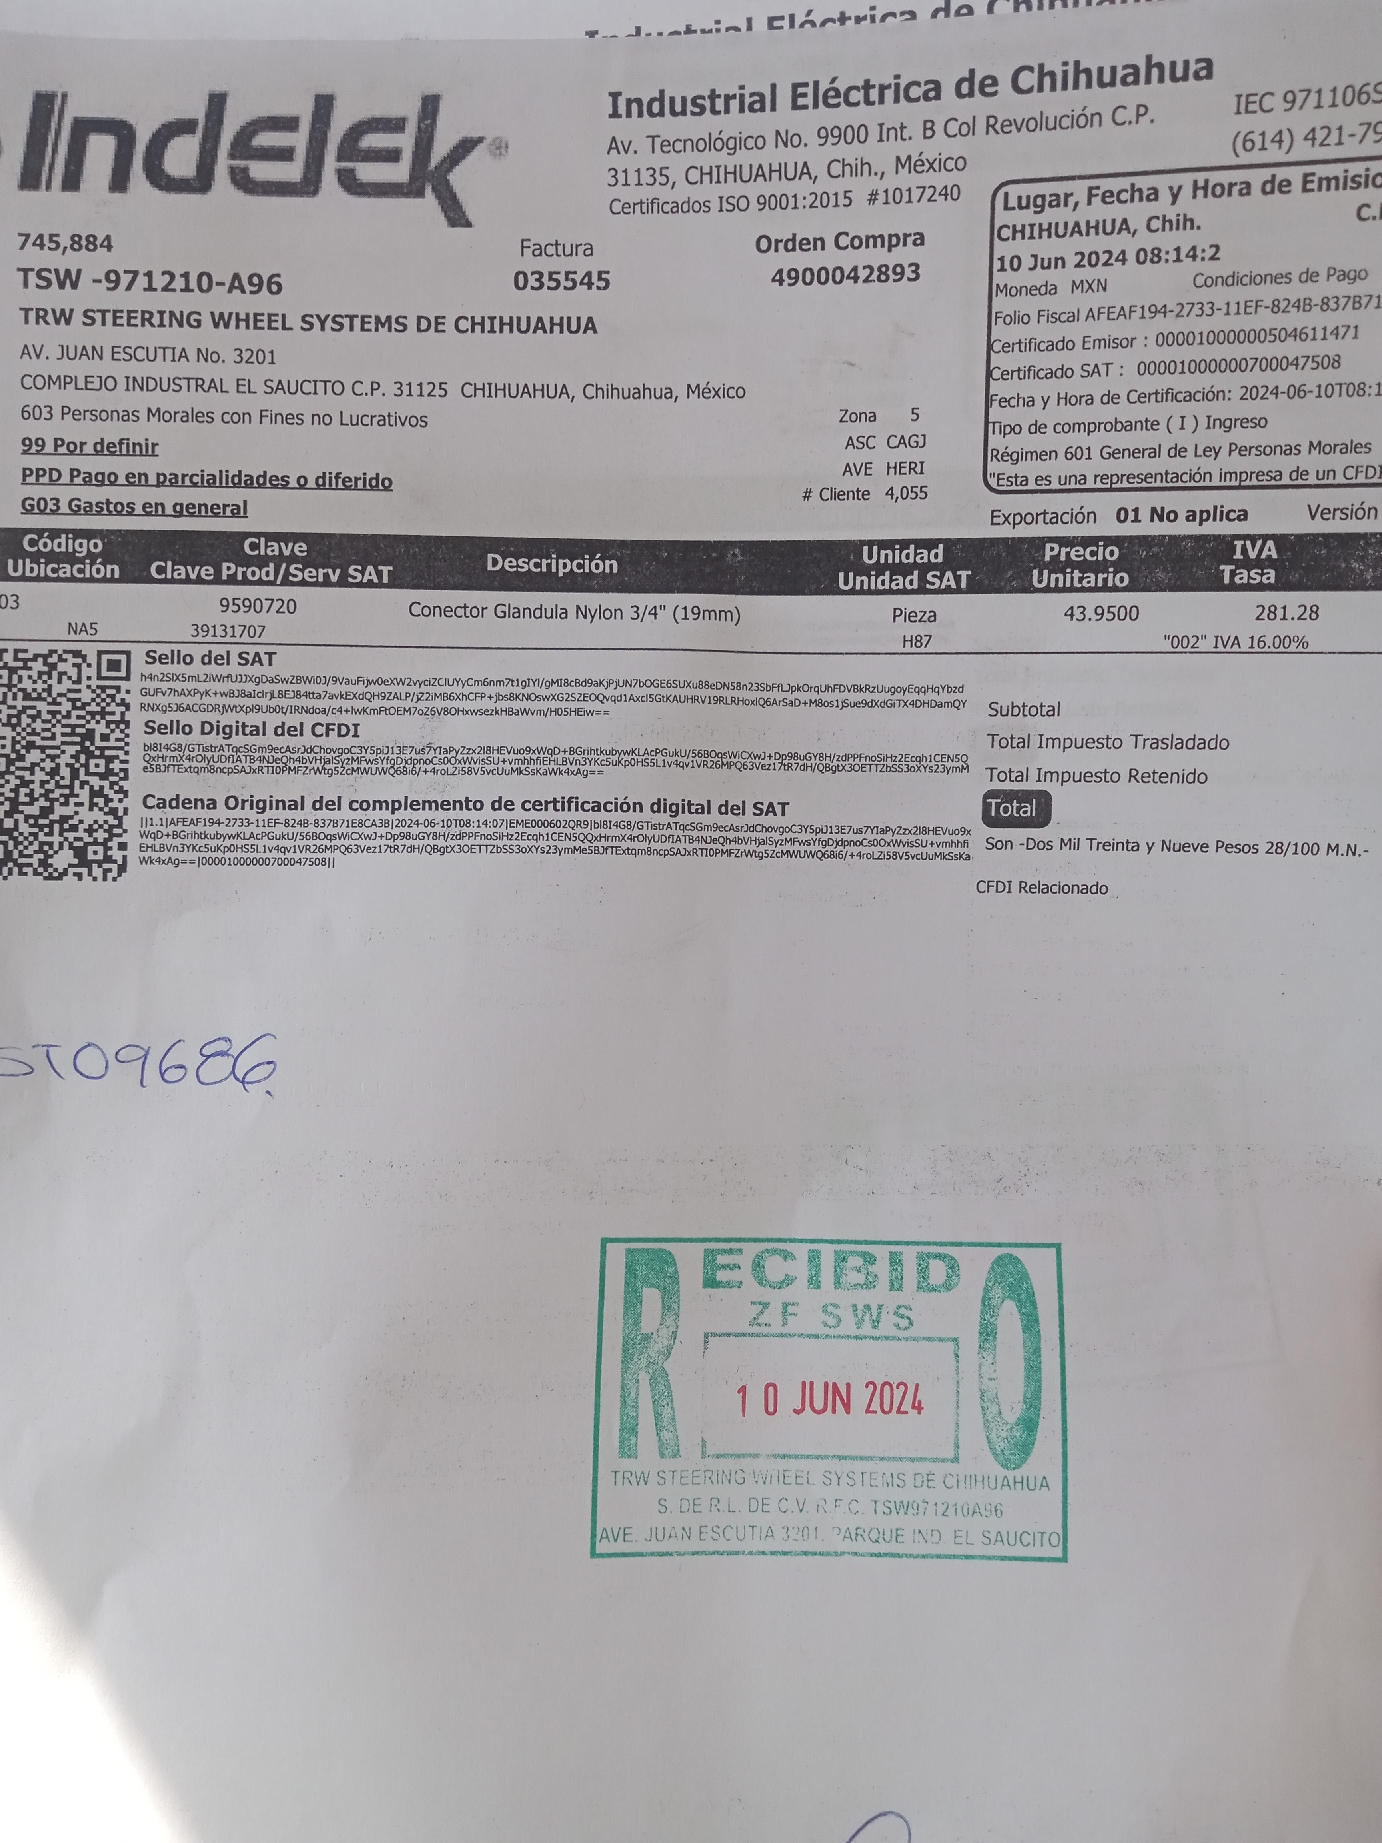 Industrial Eléctrica de Chihuahua
Indelek®
Industrial Eléctrica de Chihuahua
Av. Tecnológico No. 9900 Int. B Col Revolución C.P.
31135, CHIHUAHUA, Chih., México
Certificados ISO 9001:2015 #1017240
IEC 971106S
(614) 421-79
Lugar, Fecha y Hora de Emisio
CHIHUAHUA, Chih.
10 Jun 2024 08:14:2
Moneda MXN Condiciones de Pago
Folio Fiscal AFEAF194-2733-11EF-824B-837B71
Certificado Emisor : 00001000000504611471
Certificado SAT : 00001000000700047508
Fecha y Hora de Certificación: 2024-06-10T08:1
Tipo de comprobante ( I ) Ingreso
Régimen 601 General de Ley Personas Morales
"Esta es una representación impresa de un CFDI
Exportación 01 No aplica Versión
745,884
TSW -971210-A96
Factura
035545
Orden Compra
4900042893
TRW STEERING WHEEL SYSTEMS DE CHIHUAHUA
AV. JUAN ESCUTIA No. 3201
COMPLEJO INDUSTRAL EL SAUCITO C.P. 31125 CHIHUAHUA, Chihuahua, México
603 Personas Morales con Fines no Lucrativos
99 Por definir
PPD Pago en parcialidades o diferido
G03 Gastos en general
Zona 5
ASC CAGJ
AVE HERI
# Cliente 4,055
Código Clave Descripción Unidad Precio IVA
Ubicación Clave Prod/Serv SAT Unidad SAT Unitario Tasa
03 9590720 Conector Glandula Nylon 3/4" (19mm) Pieza 43.9500 281.28
NA5 39131707 H87 "002" IVA 16.00%
Sello del SAT
Sello Digital del CFDI
Cadena Original del complemento de certificación digital del SAT
Subtotal
Total Impuesto Trasladado
Total Impuesto Retenido
Total
Son -Dos Mil Treinta y Nueve Pesos 28/100 M.N.-
CFDI Relacionado
ST09686.
RECIBIDO
ZF SWS
10 JUN 2024
TRW STEERING WHEEL SYSTEMS DE CHIHUAHUA
S. DE R.L. DE C.V. R.F.C. TSW971210A96
AVE. JUAN ESCUTIA 3201. PARQUE IND. EL SAUCITO